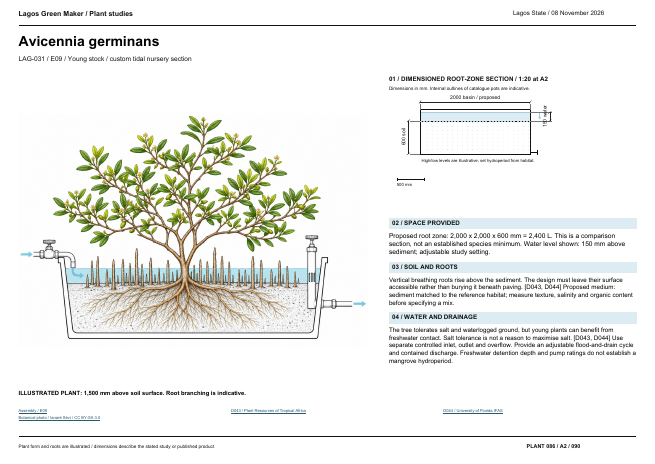 Lagos Green Maker / Plant studies
Lagos State / 08 November 2026
Avicennia germinans
LAG-031 / E09 / Young stock / custom tidal nursery section
01 / DIMENSIONED ROOT-ZONE SECTION / 1:20 at A2
Dimensions in mm. Internal outlines of catalogue pots are indicative.
2000 basin / proposed
600 soil
150 water
High/low levels are illustrative; set hydroperiod from habitat.
500 mm
02 / SPACE PROVIDED
Proposed root zone: 2,000 x 2,000 x 600 mm = 2,400 L. This is a comparison
section, not an established species minimum. Water level shown: 150 mm above
sediment; adjustable study setting.
03 / SOIL AND ROOTS
Vertical breathing roots rise above the sediment. The design must leave their surface
accessible rather than burying it beneath paving. [D043, D044] Proposed medium:
sediment matched to the reference habitat; measure texture, salinity and organic content
before specifying a mix.
04 / WATER AND DRAINAGE
The tree tolerates salt and waterlogged ground, but young plants can benefit from
freshwater contact. Salt tolerance is not a reason to maximise salt. [D043, D044] Use
separate controlled inlet, outlet and overflow. Provide an adjustable flood-and-drain cycle
and contained discharge. Freshwater detention depth and pump ratings do not establish a
mangrove hydroperiod.
ILLUSTRATED PLANT: 1,500 mm above soil surface. Root branching is indicative.
Assembly / E09
D043 / Plant Resources of Tropical Africa
D044 / University of Florida IFAS
Botanical photo /
/ CC BY-SA 3.0
Plant form and roots are illustrated / dimensions describe the stated study or published product
PLANT 086 / A2 / 090